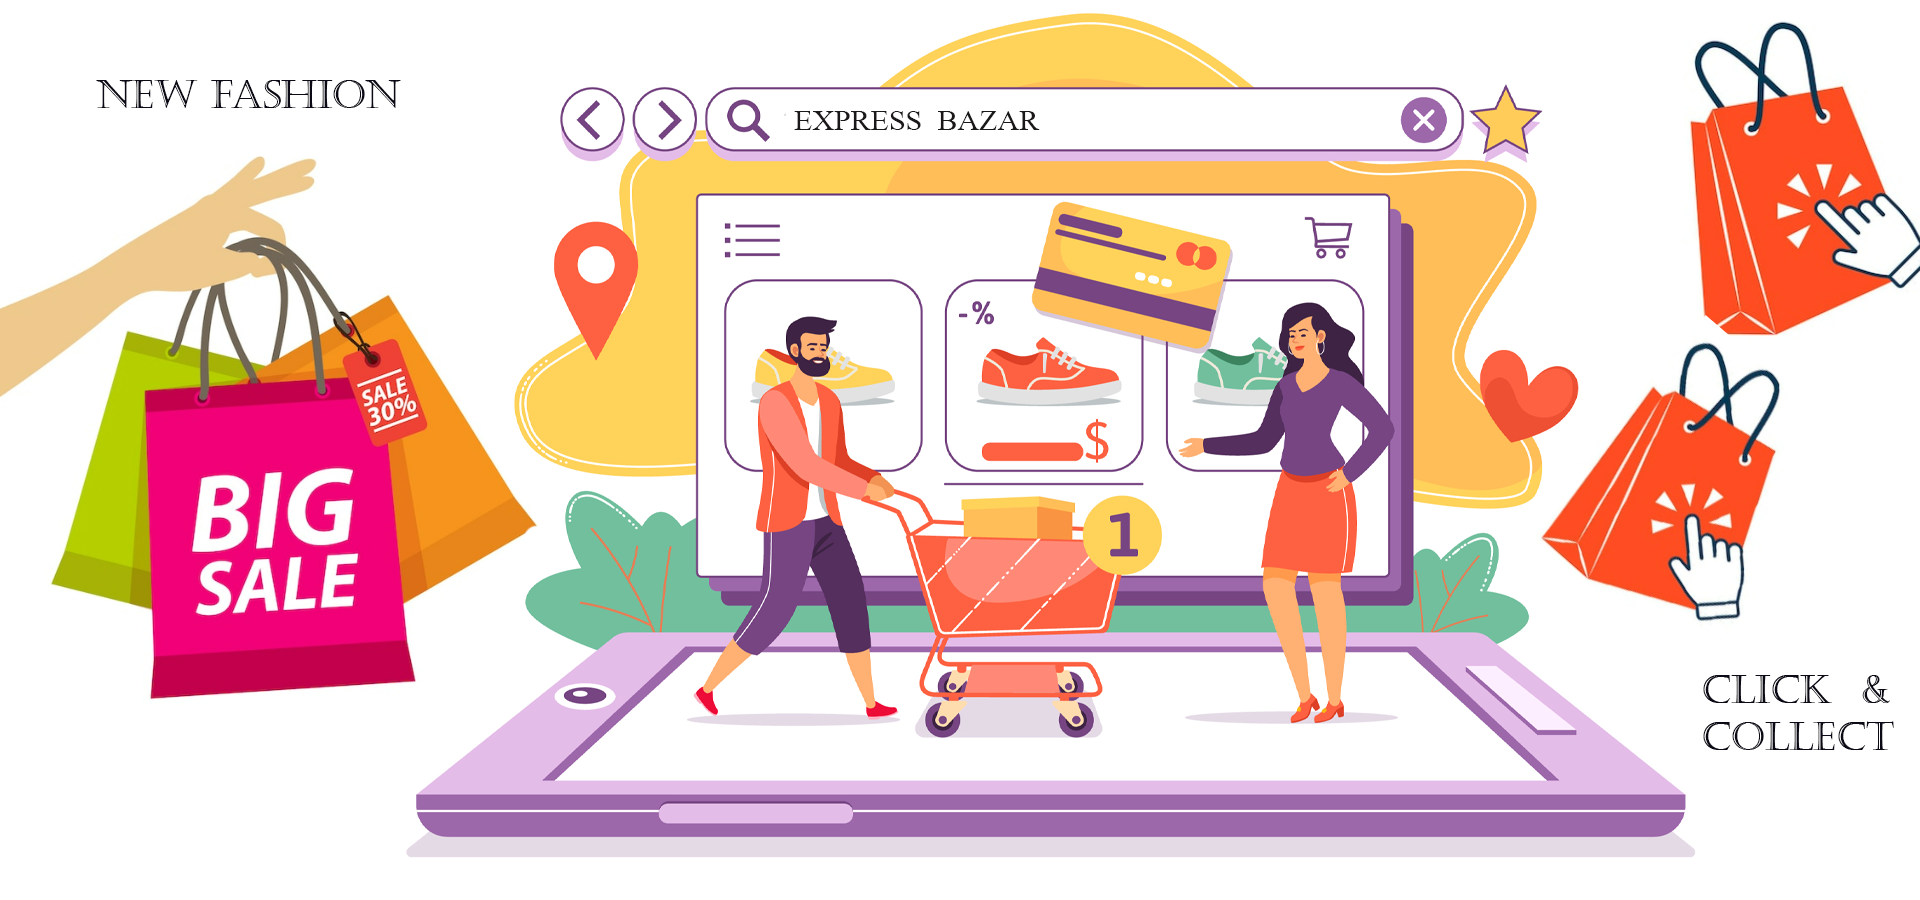 NEW FASHION
EXPRESS BAZAR
-%
$
SALE
30%
BIG
SALE
1
CLICK &
COLLECT